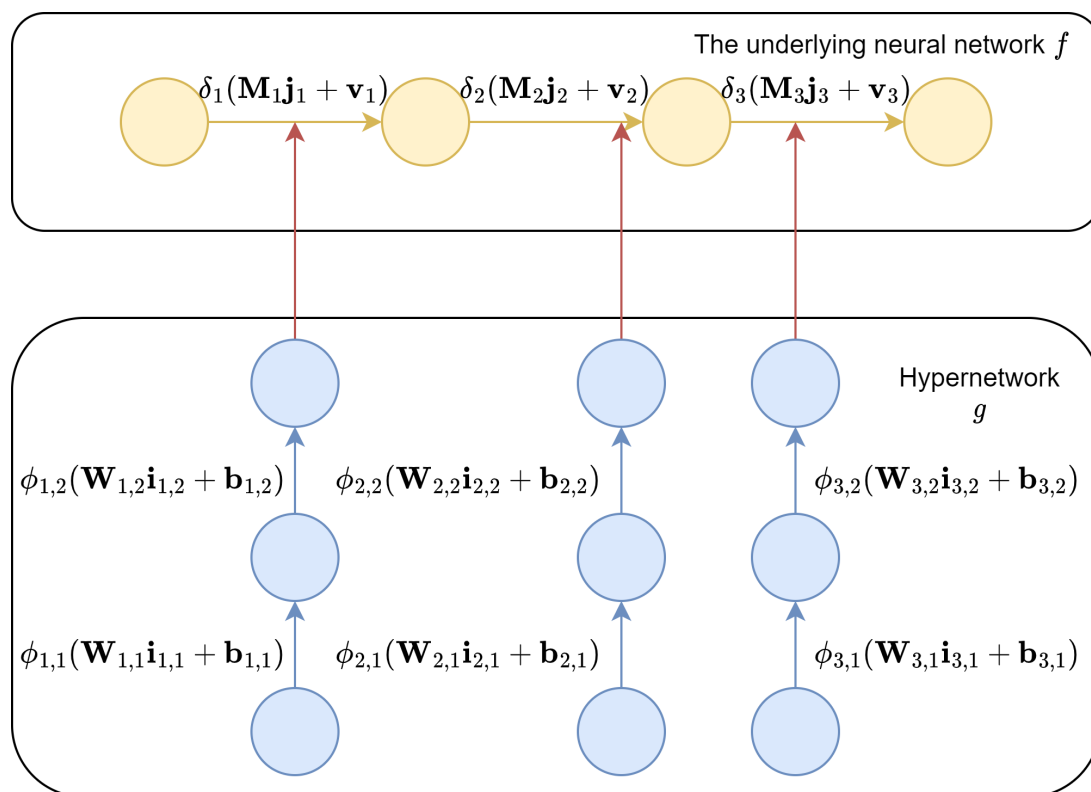 The underlying neural network f
δ₁(M₁j₁ + v₁) δ₂(M₂j₂ + v₂) δ₃(M₃j₃ + v₃)
Hypernetwork
g
ϕ₁,₂(W₁,₂i₁,₂ + b₁,₂) ϕ₂,₂(W₂,₂i₂,₂ + b₂,₂) ϕ₃,₂(W₃,₂i₃,₂ + b₃,₂)
ϕ₁,₁(W₁,₁i₁,₁ + b₁,₁) ϕ₂,₁(W₂,₁i₂,₁ + b₂,₁) ϕ₃,₁(W₃,₁i₃,₁ + b₃,₁)